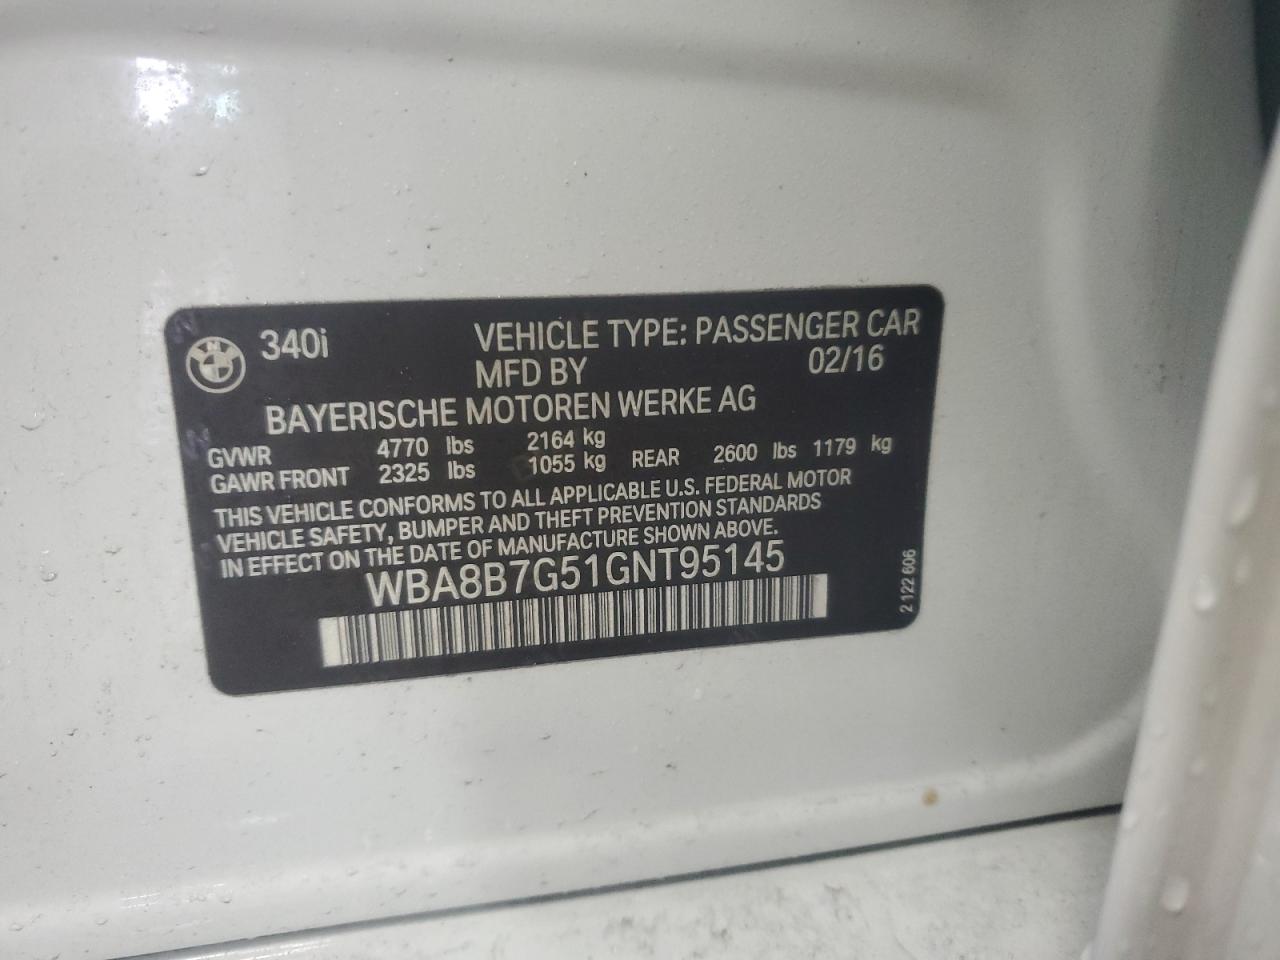 340i VEHICLE TYPE: PASSENGER CAR
MFD BY 02/16
BAYERISCHE MOTOREN WERKE AG
GVWR 4770 lbs 2164 kg
GAWR FRONT 2325 lbs 1055 kg REAR 2600 lbs 1179 kg
THIS VEHICLE CONFORMS TO ALL APPLICABLE U.S. FEDERAL MOTOR
VEHICLE SAFETY, BUMPER AND THEFT PREVENTION STANDARDS
IN EFFECT ON THE DATE OF MANUFACTURE SHOWN ABOVE.
WBA8B7G51GNT95145
2 122 606